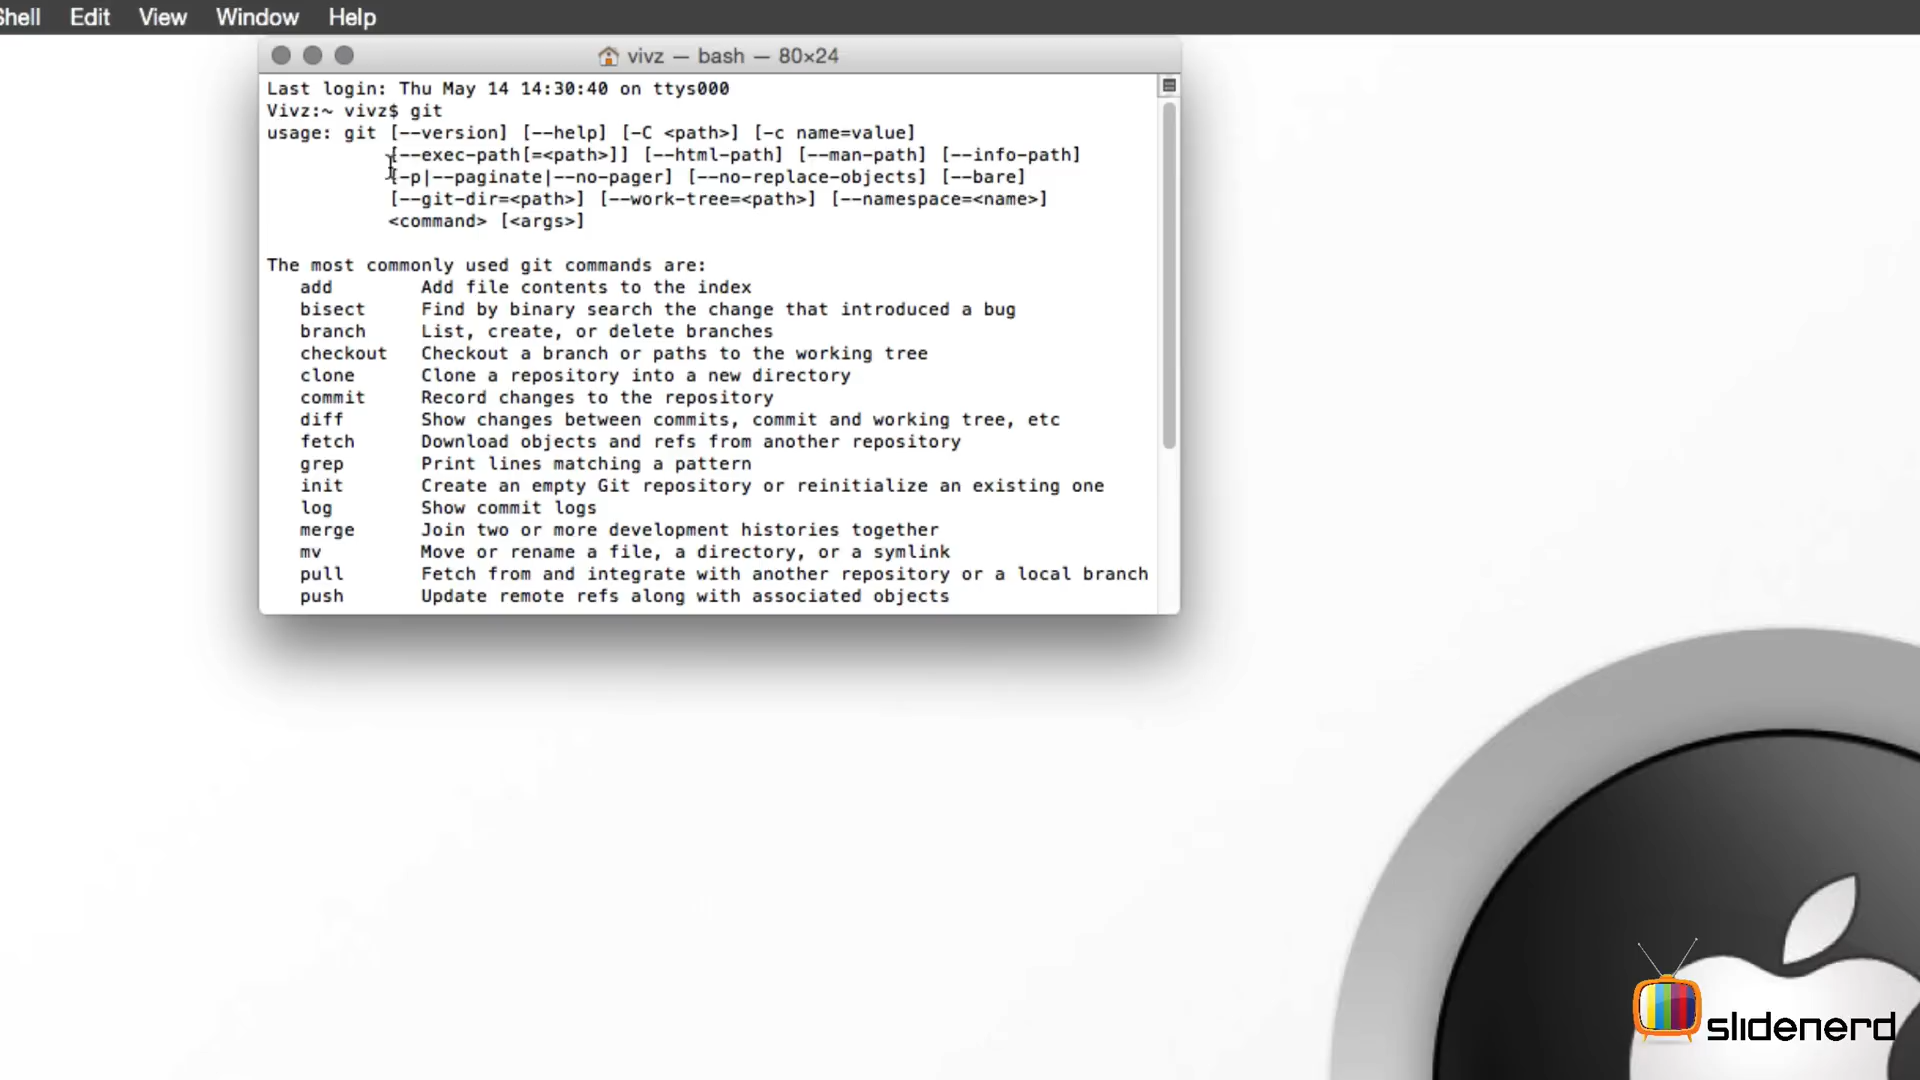 Shell Edit View Window Help
vivz — bash — 80×24
Last login: Thu May 14 14:30:40 on ttys000
Vivz:~ vivz$ git
usage: git [--version] [--help] [-C <path>] [-c name=value]
[--exec-path[=<path>]] [--html-path] [--man-path] [--info-path]
[-p|--paginate|--no-pager] [--no-replace-objects] [--bare]
[--git-dir=<path>] [--work-tree=<path>] [--namespace=<name>]
<command> [<args>]
The most commonly used git commands are:
add Add file contents to the index
bisect Find by binary search the change that introduced a bug
branch List, create, or delete branches
checkout Checkout a branch or paths to the working tree
clone Clone a repository into a new directory
commit Record changes to the repository
diff Show changes between commits, commit and working tree, etc
fetch Download objects and refs from another repository
grep Print lines matching a pattern
init Create an empty Git repository or reinitialize an existing one
log Show commit logs
merge Join two or more development histories together
mv Move or rename a file, a directory, or a symlink
pull Fetch from and integrate with another repository or a local branch
push Update remote refs along with associated objects
slidenerd